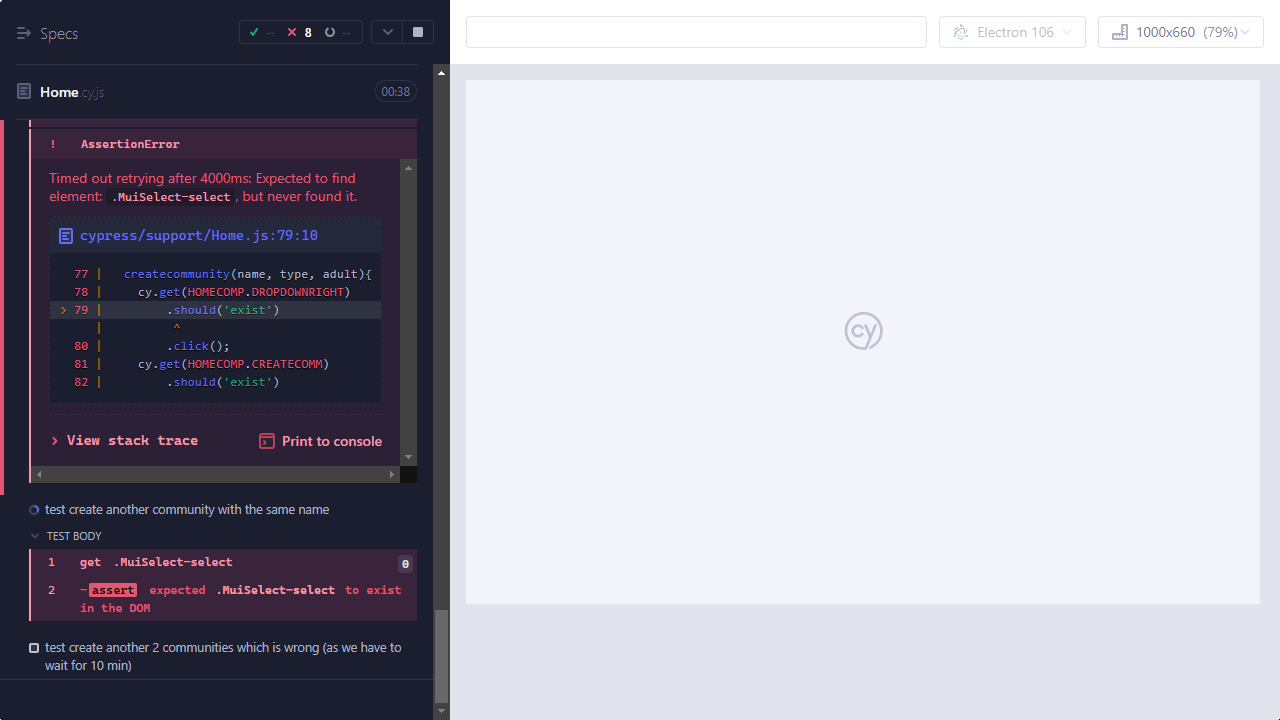 Specs
-- 8 --
Electron 106
1000x660 (79%)
Home.cy.js
00:38
! AssertionError
Timed out retrying after 4000ms: Expected to find
element: .MuiSelect-select, but never found it.
cypress/support/Home.js:79:10
77 | createcommunity(name, type, adult){
78 | cy.get(HOMECOMP.DROPDOWNRIGHT)
> 79 | .should('exist')
| ^
80 | .click();
81 | cy.get(HOMECOMP.CREATECOMM)
82 | .should('exist')
> View stack trace
Print to console
test create another community with the same name
TEST BODY
1 get .MuiSelect-select 0
2 -assert expected .MuiSelect-select to exist
in the DOM
test create another 2 communities which is wrong (as we have to
wait for 10 min)
cy